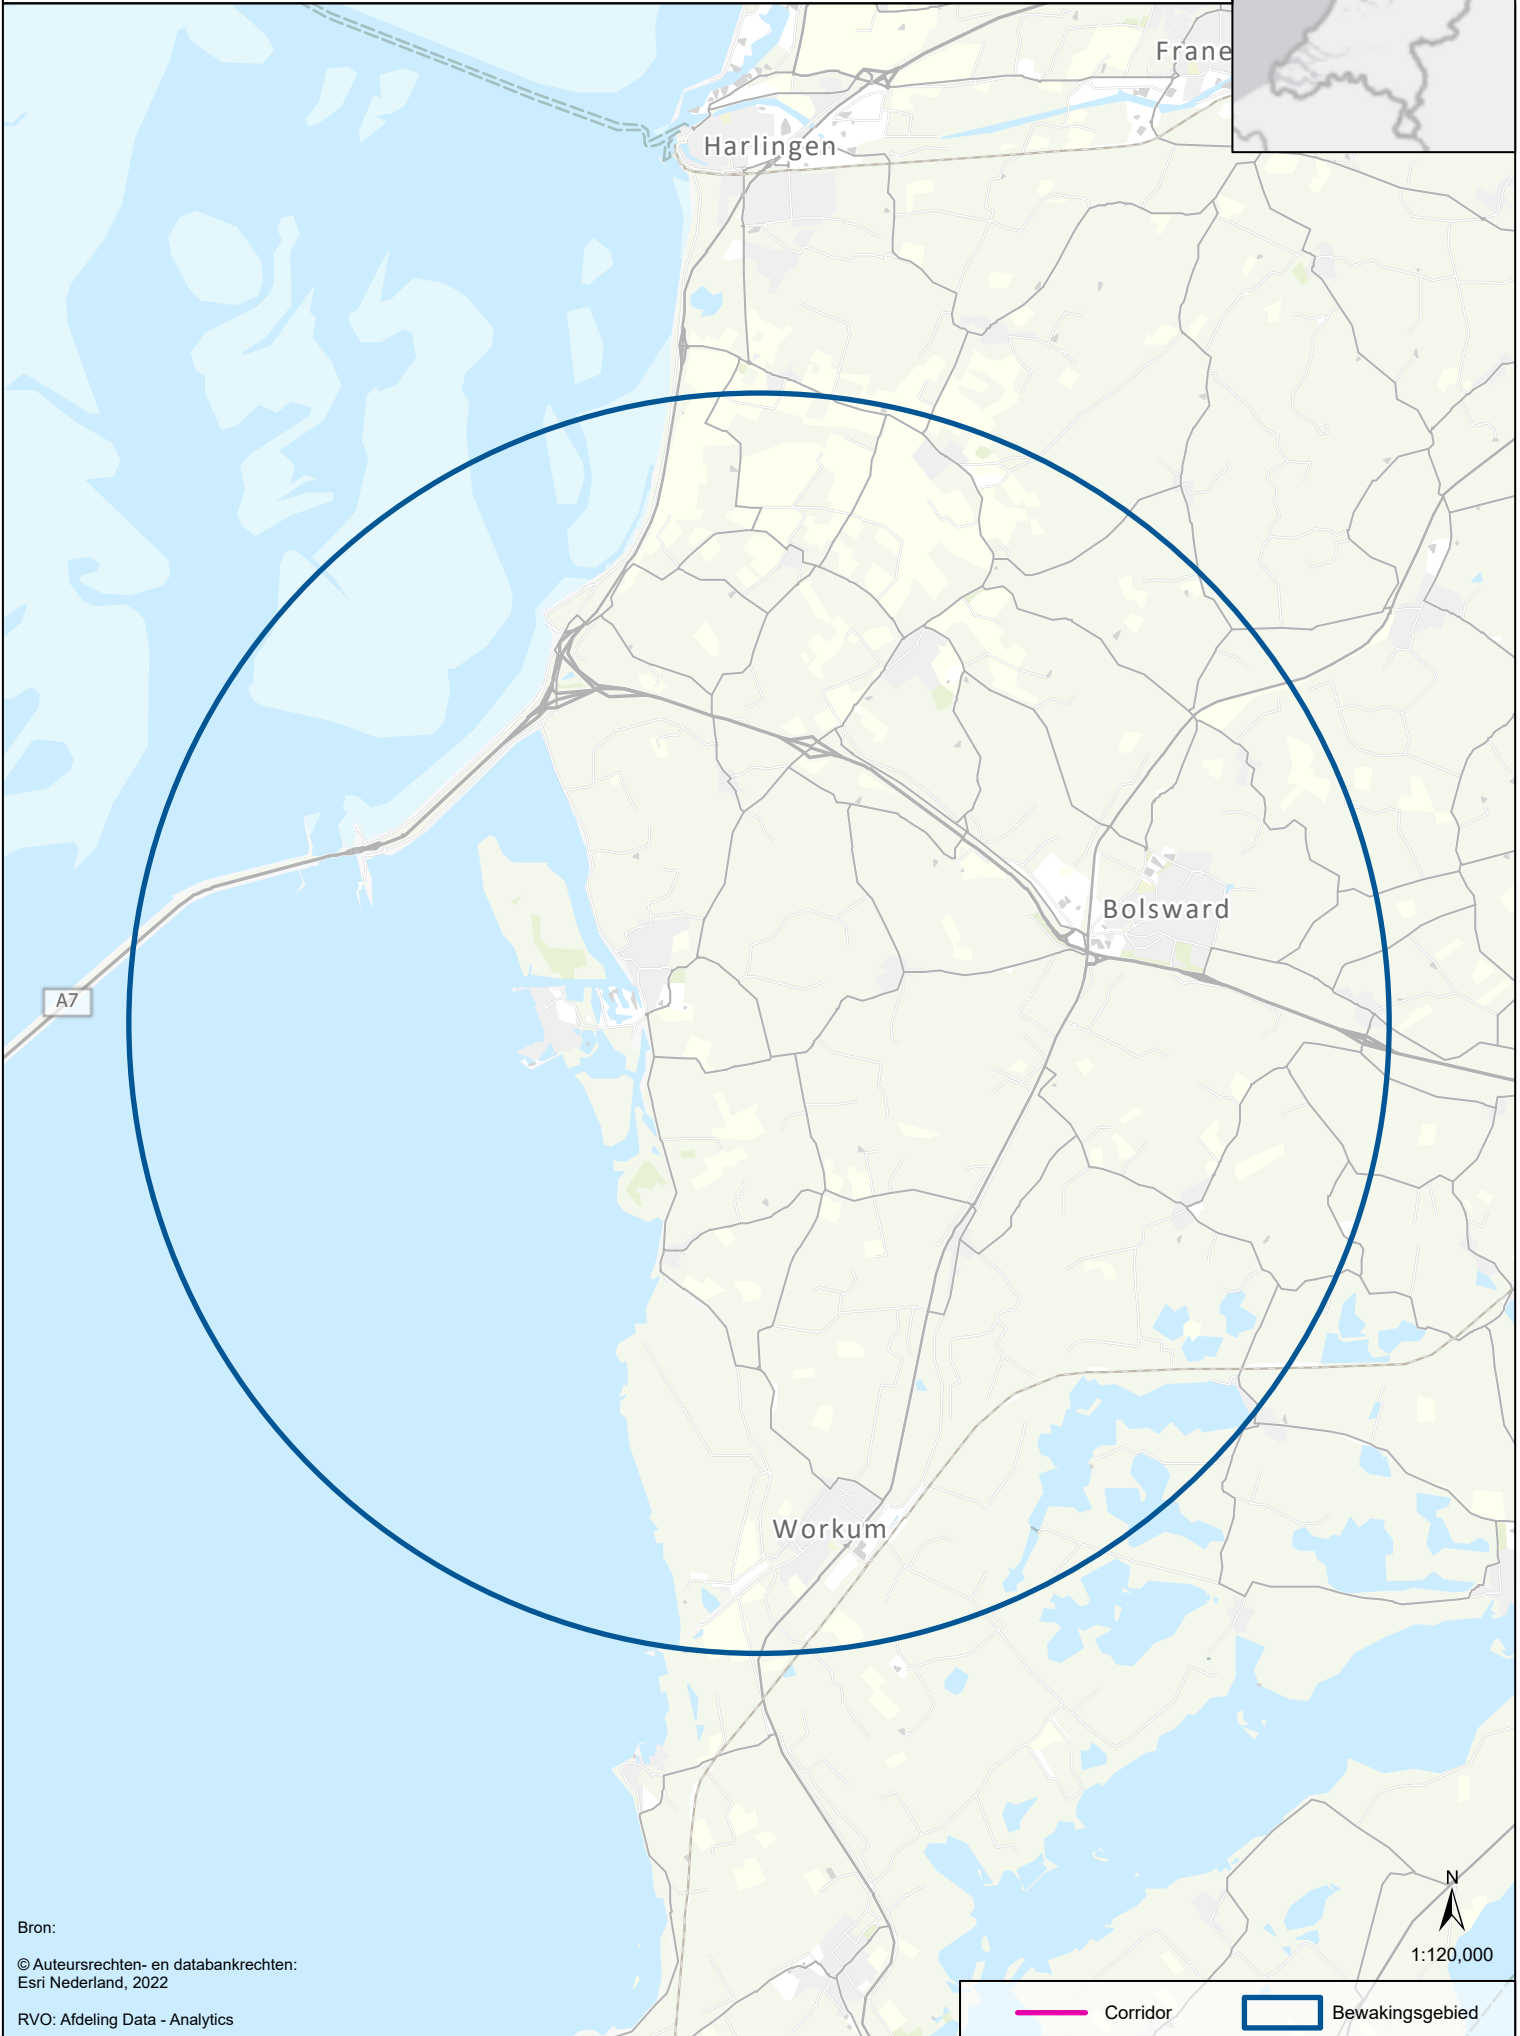 Frane
Harlingen
Bolsward
A7
Workum
N
1:120,000
Bron:
© Auteursrechten- en databankrechten:
Esri Nederland, 2022
RVO: Afdeling Data - Analytics
Corridor
Bewakingsgebied